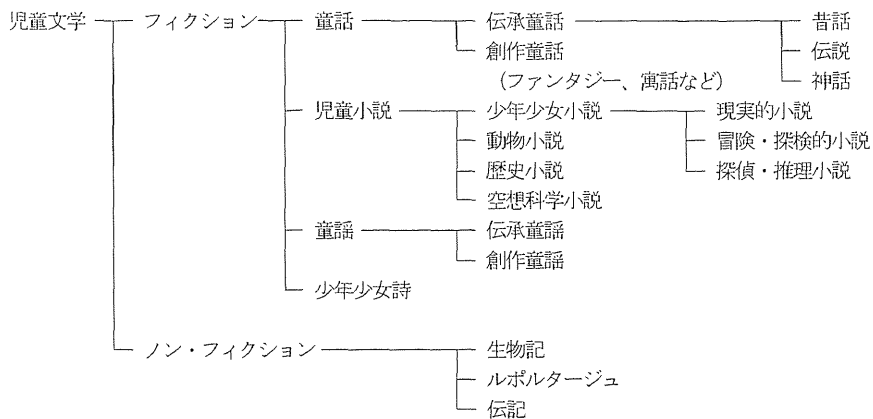 児童文学 フィクション 童話 伝承童話 昔話
創作童話 伝説
(ファンタジー、寓話など) 神話
児童小説 少年少女小説 現実的小説
動物小説 冒険・探検的小説
歴史小説 探偵・推理小説
空想科学小説
童謡 伝承童謡
創作童謡
少年少女詩
ノン・フィクション 生物記
ルポルタージュ
伝記